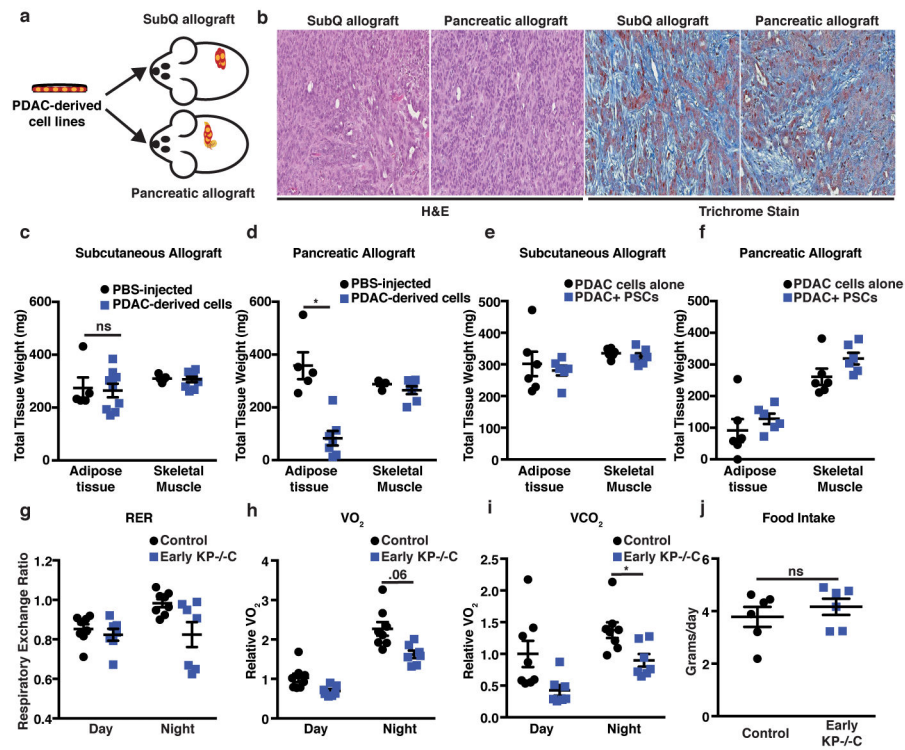 a
SubQ allograft
PDAC-derived
cell lines
Pancreatic allograft
b
SubQ allograft
Pancreatic allograft
SubQ allograft
Pancreatic allograft
H&E
Trichrome Stain
c
Subcutaneous Allograft
PBS-injected
PDAC-derived cells
Total Tissue Weight (mg)
600
400
200
0
ns
Adipose
tissue
Skeletal
Muscle
d
Pancreatic Allograft
PBS-injected
PDAC-derived cells
Total Tissue Weight (mg)
600
400
200
0
*
Adipose
tissue
Skeletal
Muscle
e
Subcutaneous Allograft
PDAC cells alone
PDAC+ PSCs
Total Tissue Weight (mg)
500
400
300
200
100
0
Adipose
tissue
Skeletal
Muscle
f
Pancreatic Allograft
PDAC cells alone
PDAC+ PSCs
Total Tissue Weight (mg)
500
400
300
200
100
0
Adipose
tissue
Skeletal
Muscle
g
RER
Control
Early KP-/-C
Respiratory Exchange Ratio
1.2
1.0
0.8
0.6
0.4
Day
Night
h
VO₂
Control
Early KP-/-C
Relative VO₂
4
3
2
1
0
.06
Day
Night
i
VCO₂
Control
Early KP-/-C
Relative VO₂
2.5
2.0
1.5
1.0
0.5
0.0
*
Day
Night
j
Food Intake
Grams/day
6
4
2
0
ns
Control
Early
KP-/-C